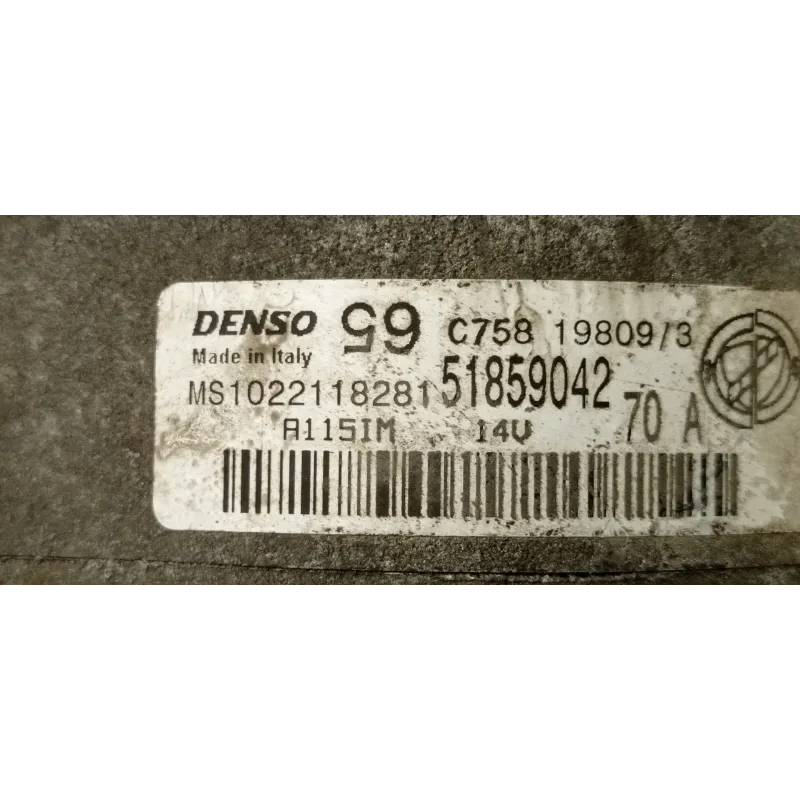 DENSO 65 C758 19809/3
Made in Italy
MS1022118281 51859042 70 A
A115IM 14V